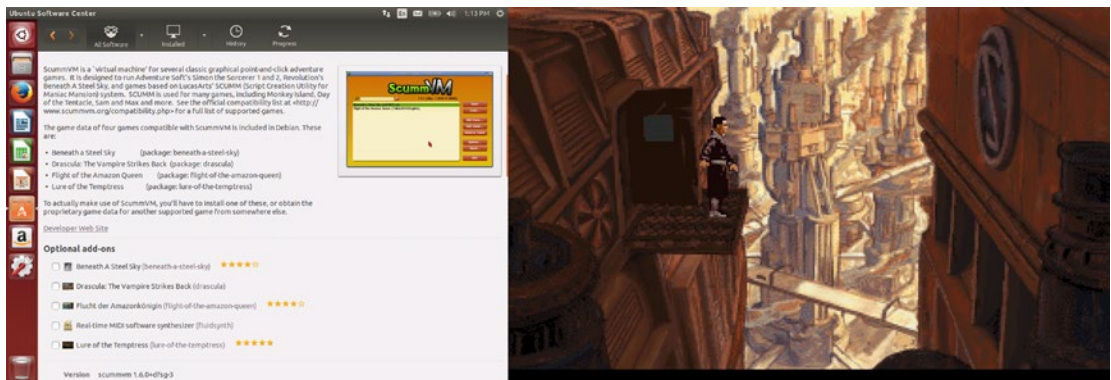 Ubuntu Software Center
En
1:13 PM
All Software
Installed
History
Progress
ScummVM is a 'virtual machine' for several classic graphical point-and-click adventure
games. It is designed to run Adventure Soft's Simon the Sorcerer 1 and 2, Revolution's
Beneath A Steel Sky, and games based on LucasArts' SCUMM (Script Creation Utility for
Maniac Mansion) system. SCUMM is used for many games, including Monkey Island, Day
of the Tentacle, Sam and Max and more. See the official compatibility list at <http://
www.scummvm.org/compatibility.php> for a full list of supported games.
The game data of four games compatible with ScummVM is included in Debian. These
are:
• Beneath a Steel Sky (package: beneath-a-steel-sky)
• Drascula: The Vampire Strikes Back (package: drascula)
• Flight of the Amazon Queen (package: flight-of-the-amazon-queen)
• Lure of the Temptress (package: lure-of-the-temptress)
To actually make use of ScummVM, you'll have to install one of these, or obtain the
proprietary game data for another supported game from somewhere else.
Developer Web Site
ScummVM
Optional add-ons
Beneath A Steel Sky (beneath-a-steel-sky)
Drascula: The Vampire Strikes Back (drascula)
Flucht der Amazonkönigin (flight-of-the-amazon-queen)
Real-time MIDI software synthesizer (fluidsynth)
Lure of the Temptress (lure-of-the-temptress)
Version scummvm 1.6.0+dfsg-3